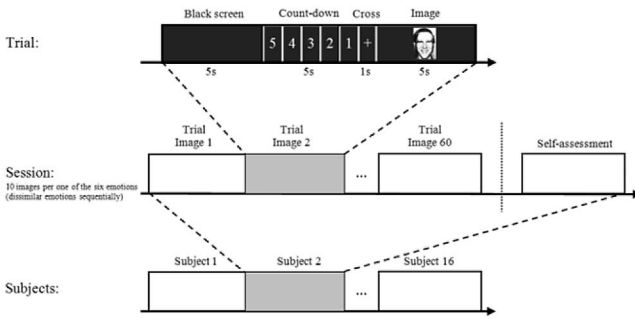 Black screen Count-down Cross Image
Trial:
5 4 3 2 1 +
5s 5s 1s 5s
Trial Image 1
Trial Image 2
Trial Image 60
Self-assessment
Session:
10 images per one of the six emotions
(dissimilar emotions sequentially)
...
Subject 1 Subject 2 Subject 16
Subjects:
...